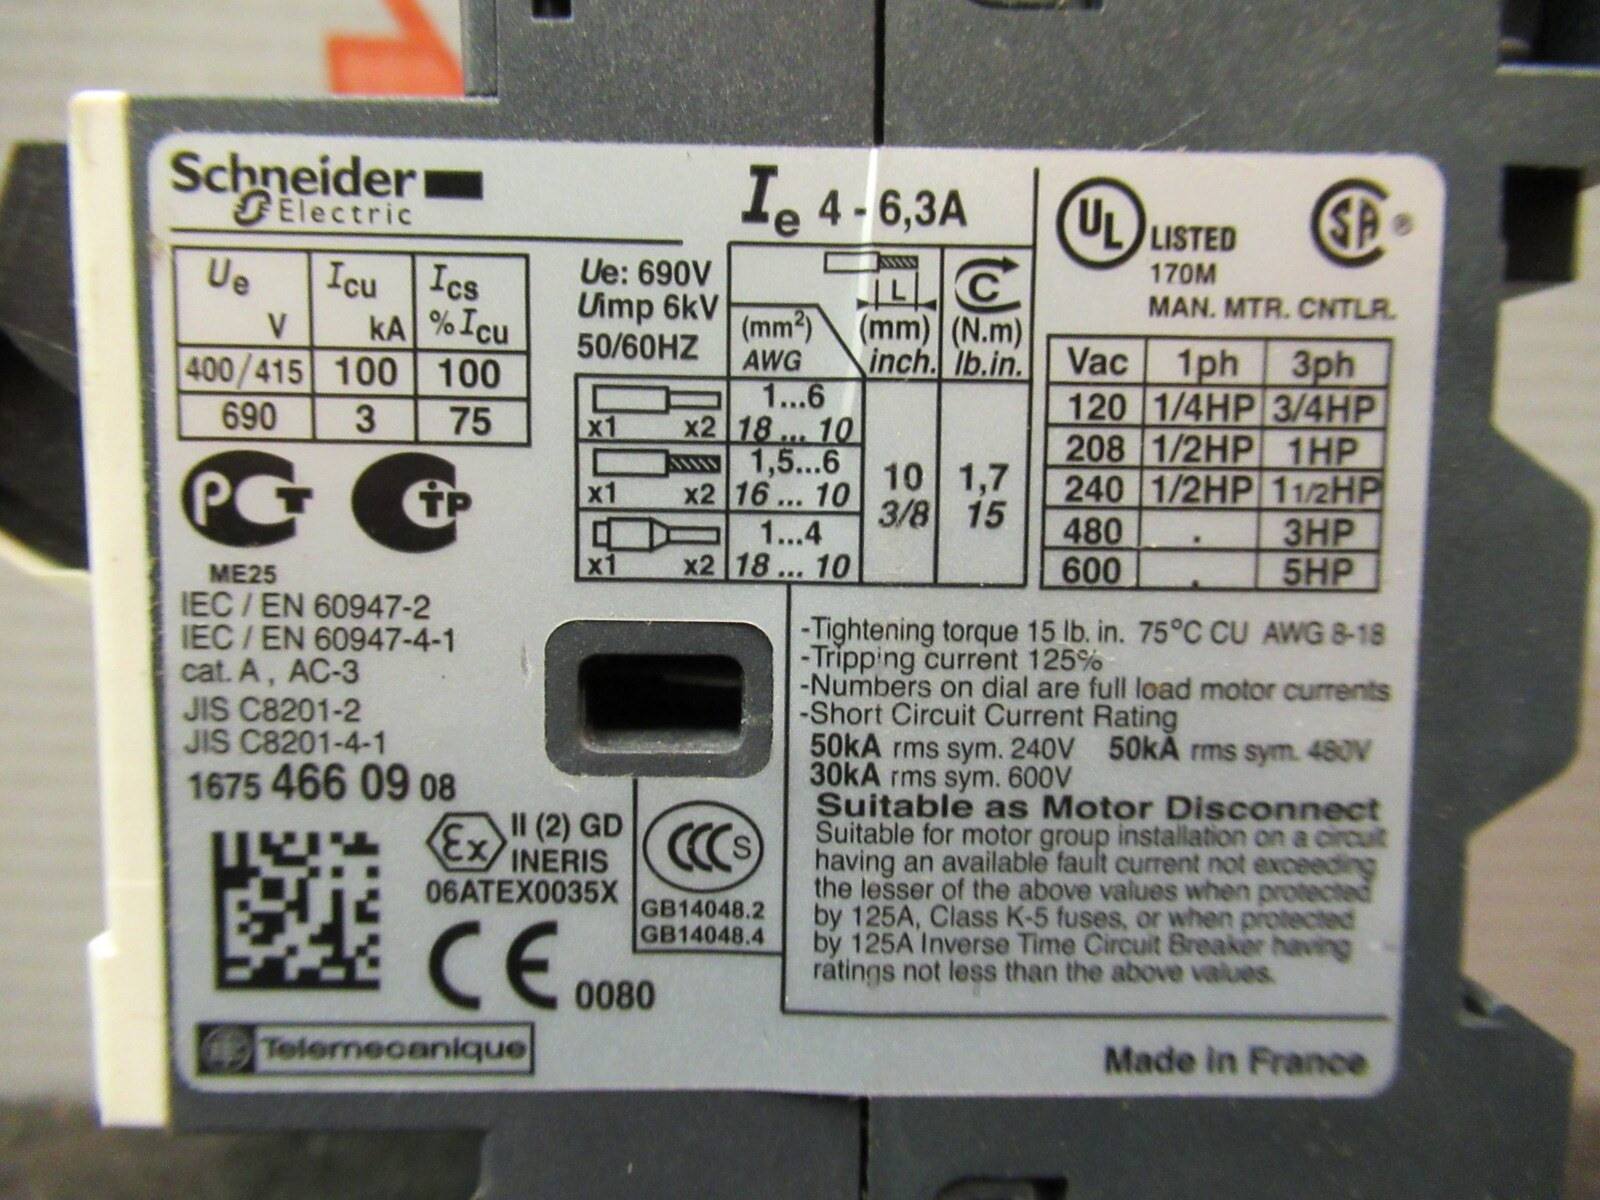 Schneider
Electric
Ie 4 - 6,3A
Ue V Icu kA Ics %Icu
400/415 100 100
690 3 75
Ue: 690V
Uimp 6kV
50/60HZ
L C
(mm²) (mm) (N.m)
AWG inch. lb.in.
x1 x2 1...6
18 ... 10
x1 x2 1,5...6
16 ... 10
x1 x2 1...4
18 ... 10
10 1,7
3/8 15
UL LISTED
170M
MAN. MTR. CNTLR.
SA ®
Vac 1ph 3ph
120 1/4HP 3/4HP
208 1/2HP 1HP
240 1/2HP 1 1/2HP
480 . 3HP
600 . 5HP
PCT CTP
ME25
IEC / EN 60947-2
IEC / EN 60947-4-1
cat. A , AC-3
JIS C8201-2
JIS C8201-4-1
1675 466 09 08
Ex II (2) GD
INERIS
06ATEX0035X
CE 0080
CCC S
GB14048.2
GB14048.4
-Tightening torque 15 lb. in. 75°C CU AWG 8-18
-Tripping current 125%
-Numbers on dial are full load motor currents
-Short Circuit Current Rating
50kA rms sym. 240V 50kA rms sym. 480V
30kA rms sym. 600V
Suitable as Motor Disconnect
Suitable for motor group installation on a circuit
having an available fault current not exceeding
the lesser of the above values when protected
by 125A, Class K-5 fuses, or when protected
by 125A Inverse Time Circuit Breaker having
ratings not less than the above values.
Telemecanique
Made in France